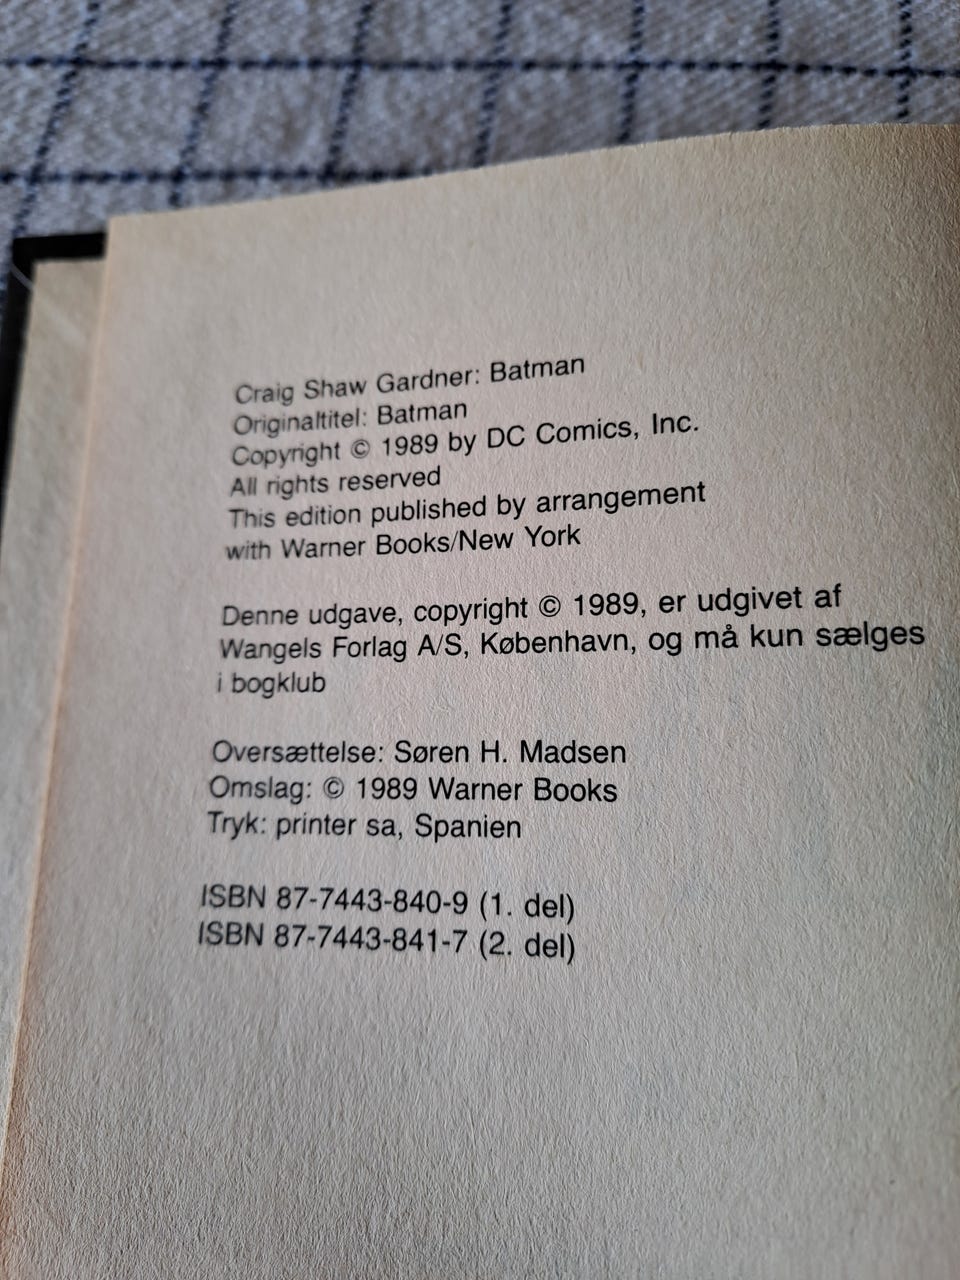 Craig Shaw Gardner: Batman
Originaltitel: Batman
Copyright © 1989 by DC Comics, Inc.
All rights reserved
This edition published by arrangement
with Warner Books/New York
Denne udgave, copyright © 1989, er udgivet af
Wangels Forlag A/S, København, og må kun sælges
i bogklub
Oversættelse: Søren H. Madsen
Omslag: © 1989 Warner Books
Tryk: printer sa, Spanien
ISBN 87-7443-840-9 (1. del)
ISBN 87-7443-841-7 (2. del)